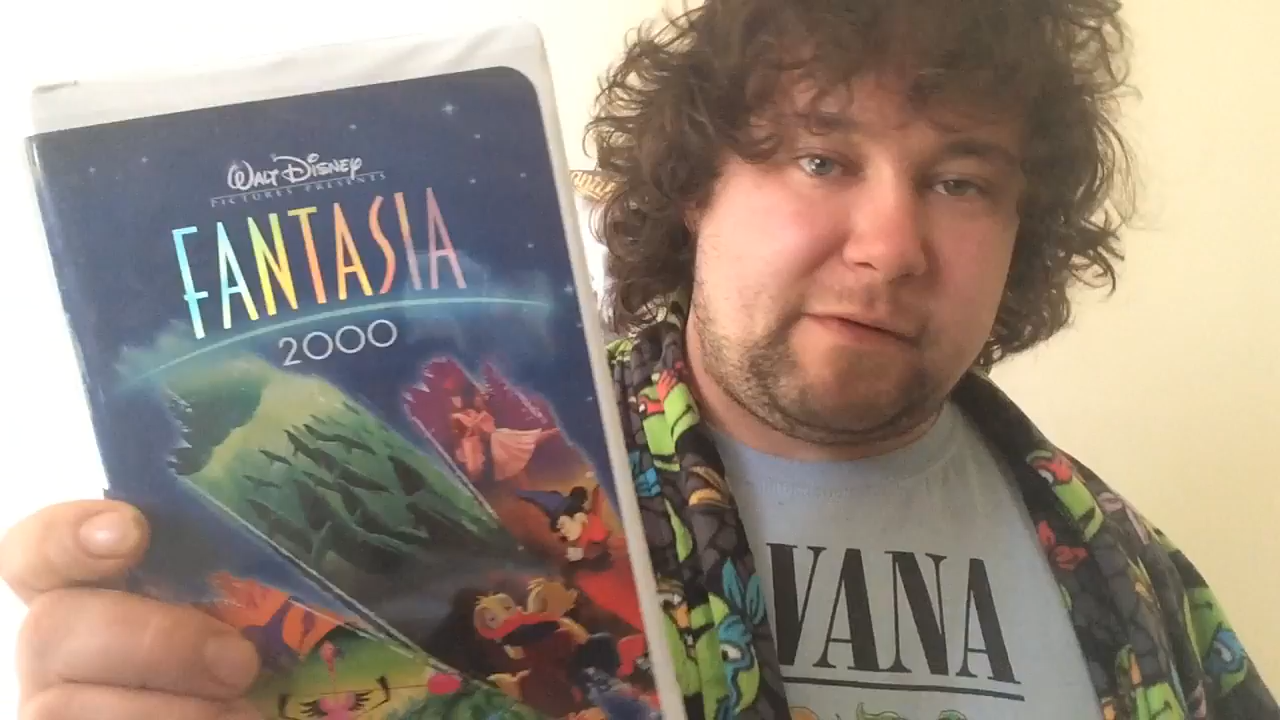 WALT DISNEY
PICTURES PRESENTS
FANTASIA
2000
VANA